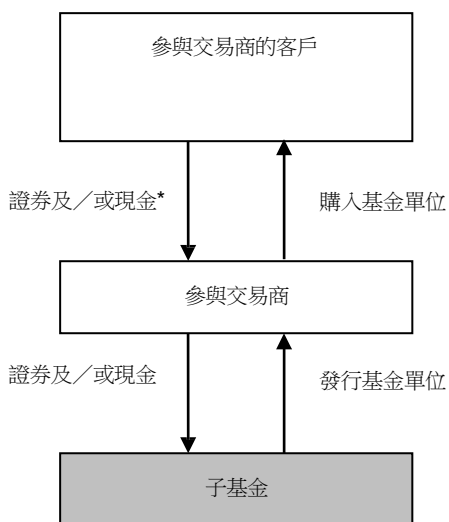 參與交易商的客戶
證券及／或現金*
購入基金單位
參與交易商
證券及／或現金
發行基金單位
子基金